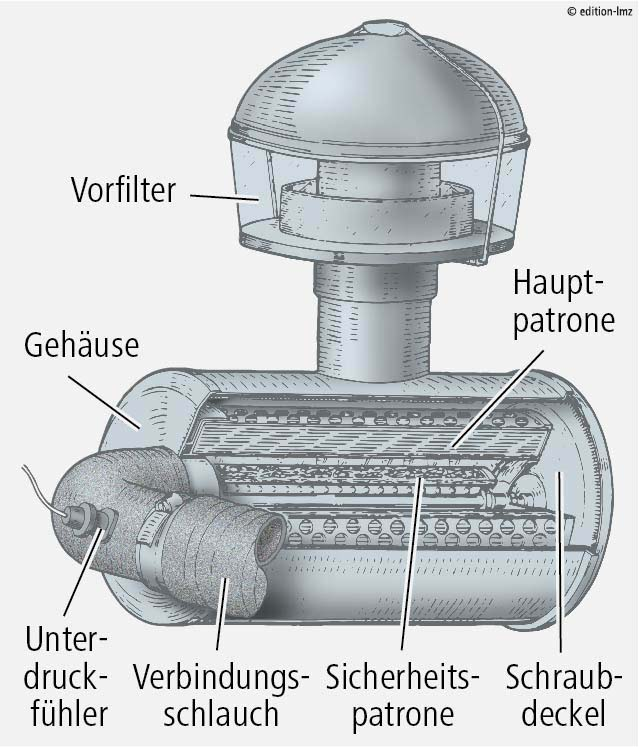 © edition-lmz
Vorfilter
Haupt-
patrone
Gehäuse
Unter-
druck-
fühler
Verbindungs-
schlauch
Sicherheits-
patrone
Schraub-
deckel